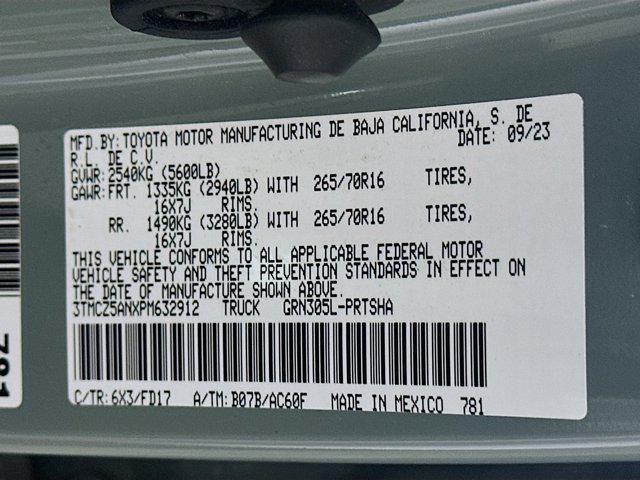 MFD.BY:TOYOTA MOTOR MANUFACTURING DE BAJA CALIFORNIA, S. DE
R.L. DE C.V. DATE: 09/23
GVWR:2540KG (5600LB)
GAWR:FRT. 1335KG (2940LB) WITH 265/70R16 TIRES,
16X7J RIMS.
RR. 1490KG (3280LB) WITH 265/70R16 TIRES,
16X7J RIMS.
THIS VEHICLE CONFORMS TO ALL APPLICABLE FEDERAL MOTOR
VEHICLE SAFETY AND THEFT PREVENTION STANDARDS IN EFFECT ON
THE DATE OF MANUFACTURE SHOWN ABOVE.
3TMCZ5ANXPM632912 TRUCK GRN305L-PRTSHA
C/TR: 6X3/FD17 A/TM: B07B/AC60F MADE IN MEXICO 781
781